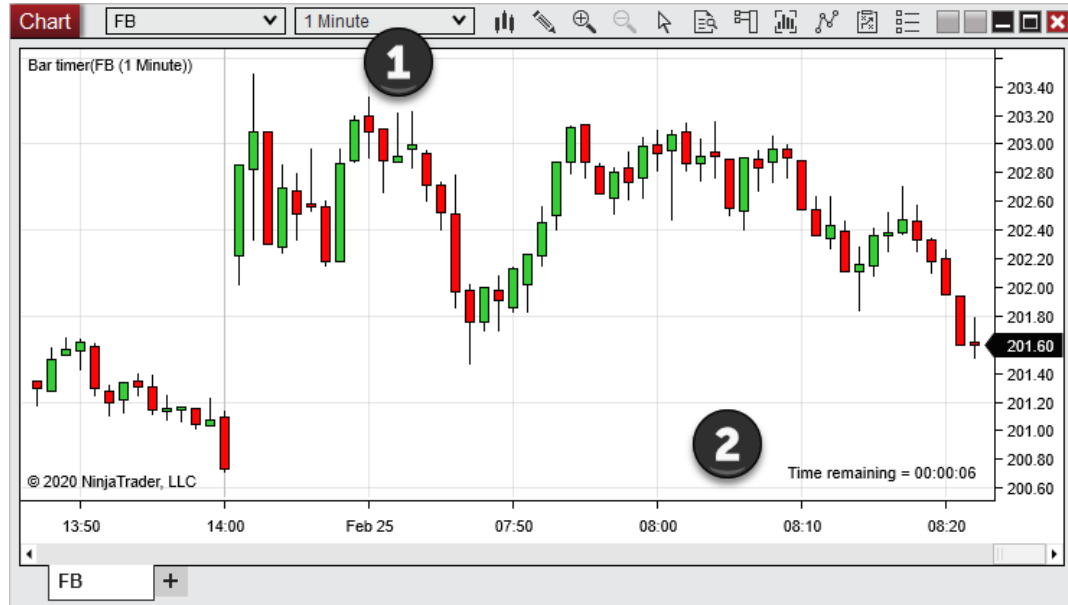 Chart FB 1 Minute
1
Bar timer(FB (1 Minute))
203.40
203.20
203.00
202.80
202.60
202.40
202.20
202.00
201.80
201.60
201.40
201.20
201.00
200.80
200.60
2
Time remaining = 00:00:06
© 2020 NinjaTrader, LLC
13:50 14:00 Feb 25 07:50 08:00 08:10 08:20
FB +